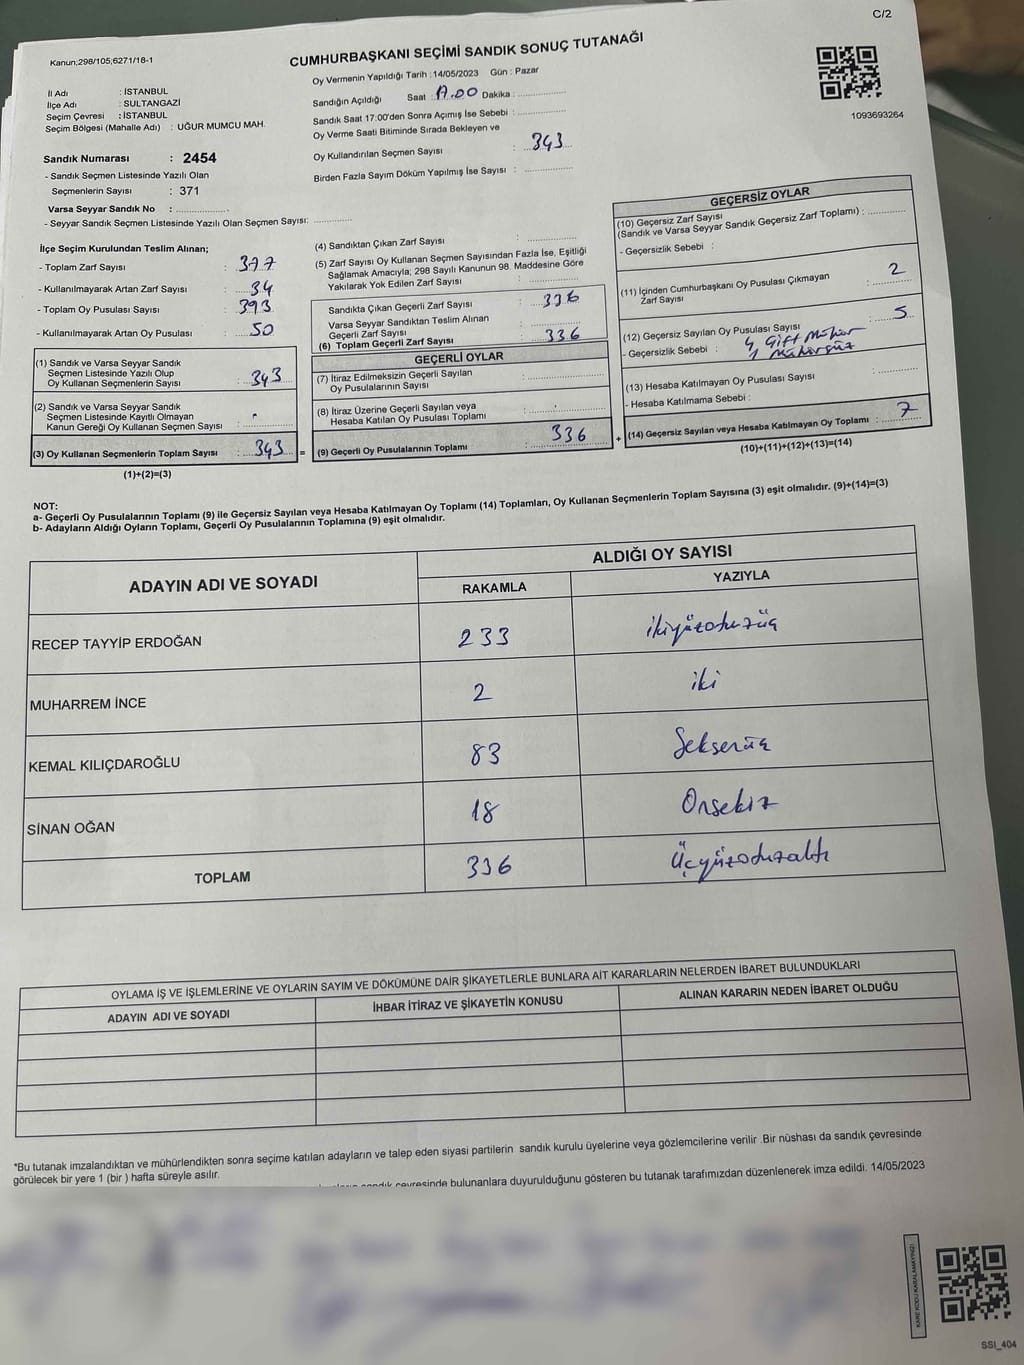 C/2
Kanun;298/105;6271/18-1
CUMHURBAŞKANI SEÇİMİ SANDIK SONUÇ TUTANAĞI
Oy Vermenin Yapıldığı Tarih : 14/05/2023 Gün : Pazar
İl Adı : İSTANBUL
İlçe Adı : SULTANGAZİ
Seçim Çevresi : İSTANBUL
Seçim Bölgesi (Mahalle Adı) : UĞUR MUMCU MAH.
Sandığın Açıldığı Saat : Dakika :
Sandık Saat 17:00'den Sonra Açımış İse Sebebi :
Oy Verme Saati Bitiminde Sırada Bekleyen ve
Oy Kullandırılan Seçmen Sayısı : 343
Birden Fazla Sayım Döküm Yapılmış İse Sayısı :
1093693264
Sandık Numarası : 2454
- Sandık Seçmen Listesinde Yazılı Olan
Seçmenlerin Sayısı : 371
Varsa Seyyar Sandık No :
- Seyyar Sandık Seçmen Listesinde Yazılı Olan Seçmen Sayısı:
İlçe Seçim Kurulundan Teslim Alınan;
- Toplam Zarf Sayısı : 377
- Kullanılmayarak Artan Zarf Sayısı : 34
- Toplam Oy Pusulası Sayısı : 393
- Kullanılmayarak Artan Oy Pusulası : 50
(1) Sandık ve Varsa Seyyar Sandık
Seçmen Listesinde Yazılı Olup
Oy Kullanan Seçmenlerin Sayısı : 343
(2) Sandık ve Varsa Seyyar Sandık
Seçmen Listesinde Kayıtlı Olmayan
Kanun Gereği Oy Kullanan Seçmen Sayısı :
(3) Oy Kullanan Seçmenlerin Toplam Sayısı : 343 =
(1)+(2)=(3)
(4) Sandıktan Çıkan Zarf Sayısı :
(5) Zarf Sayısı Oy Kullanan Seçmen Sayısından Fazla İse, Eşitliği
Sağlamak Amacıyla; 298 Sayılı Kanunun 98. Maddesine Göre
Yakılarak Yok Edilen Zarf Sayısı :
Sandıkta Çıkan Geçerli Zarf Sayısı : 336
Varsa Seyyar Sandıktan Teslim Alınan
Geçerli Zarf Sayısı :
(6) Toplam Geçerli Zarf Sayısı : 336
GEÇERLİ OYLAR
(7) İtiraz Edilmeksizin Geçerli Sayılan
Oy Pusulalarının Sayısı :
(8) İtiraz Üzerine Geçerli Sayılan veya
Hesaba Katılan Oy Pusulası Toplamı :
(9) Geçerli Oy Pusulalarının Toplamı : 336 +
GEÇERSİZ OYLAR
(10) Geçersiz Zarf Sayısı
(Sandık ve Varsa Seyyar Sandık Geçersiz Zarf Toplamı) :
- Geçersizlik Sebebi :
(11) İçinden Cumhurbaşkanı Oy Pusulası Çıkmayan
Zarf Sayısı : 2
(12) Geçersiz Sayılan Oy Pusulası Sayısı : 5
- Geçersizlik Sebebi : 4 Çift Mühür
1 Mühürsüz
(13) Hesaba Katılmayan Oy Pusulası Sayısı :
- Hesaba Katılmama Sebebi :
(14) Geçersiz Sayılan veya Hesaba Katılmayan Oy Toplamı : 7
(10)+(11)+(12)+(13)=(14)
NOT:
a- Geçerli Oy Pusulalarının Toplamı (9) ile Geçersiz Sayılan veya Hesaba Katılmayan Oy Toplamı (14) Toplamları, Oy Kullanan Seçmenlerin Toplam Sayısına (3) eşit olmalıdır. (9)+(14)=(3)
b- Adayların Aldığı Oyların Toplamı, Geçerli Oy Pusulalarının Toplamına (9) eşit olmalıdır.
ADAYIN ADI VE SOYADI
ALDIĞI OY SAYISI
RAKAMLA YAZIYLA
RECEP TAYYİP ERDOĞAN 233 ikiyüzotuzüç
MUHARREM İNCE 2 iki
KEMAL KILIÇDAROĞLU 83 Seksenüç
SİNAN OĞAN 18 Onsekiz
TOPLAM 336 Üçyüzotuzaltı
OYLAMA İŞ VE İŞLEMLERİNE VE OYLARIN SAYIM VE DÖKÜMÜNE DAİR ŞİKAYETLERLE BUNLARA AİT KARARLARIN NELERDEN İBARET BULUNDUKLARI
ADAYIN ADI VE SOYADI İHBAR İTİRAZ VE ŞİKAYETİN KONUSU ALINAN KARARIN NEDEN İBARET OLDUĞU
*Bu tutanak imzalandıktan ve mühürlendikten sonra seçime katılan adayların ve talep eden siyasi partilerin sandık kurulu üyelerine veya gözlemcilerine verilir .Bir nüshası da sandık çevresinde
görülecek bir yere 1 (bir ) hafta süreyle asılır.
sandık çevresinde bulunanlara duyurulduğunu gösteren bu tutanak tarafımızdan düzenlenerek imza edildi. 14/05/2023
KARE KODU KARALAMAYINIZ!
SSI_404